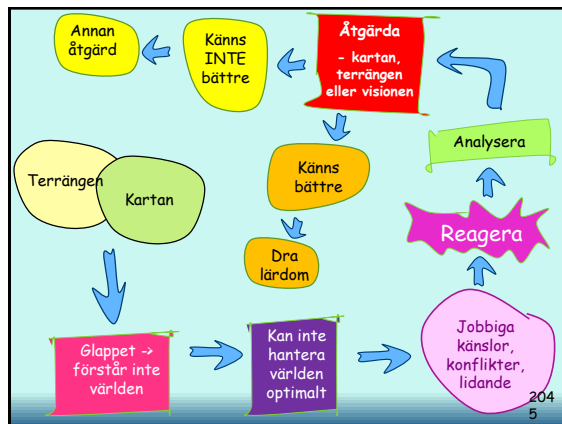 Annan
åtgärd
Känns
INTE
bättre
Åtgärda
- kartan,
terrängen
eller visionen
Analysera
Terrängen
Kartan
Känns
bättre
Reagera
Dra
lärdom
Glappet ->
förstår inte
världen
Kan inte
hantera
världen
optimalt
Jobbiga
känslor,
konflikter,
lidande
204
5